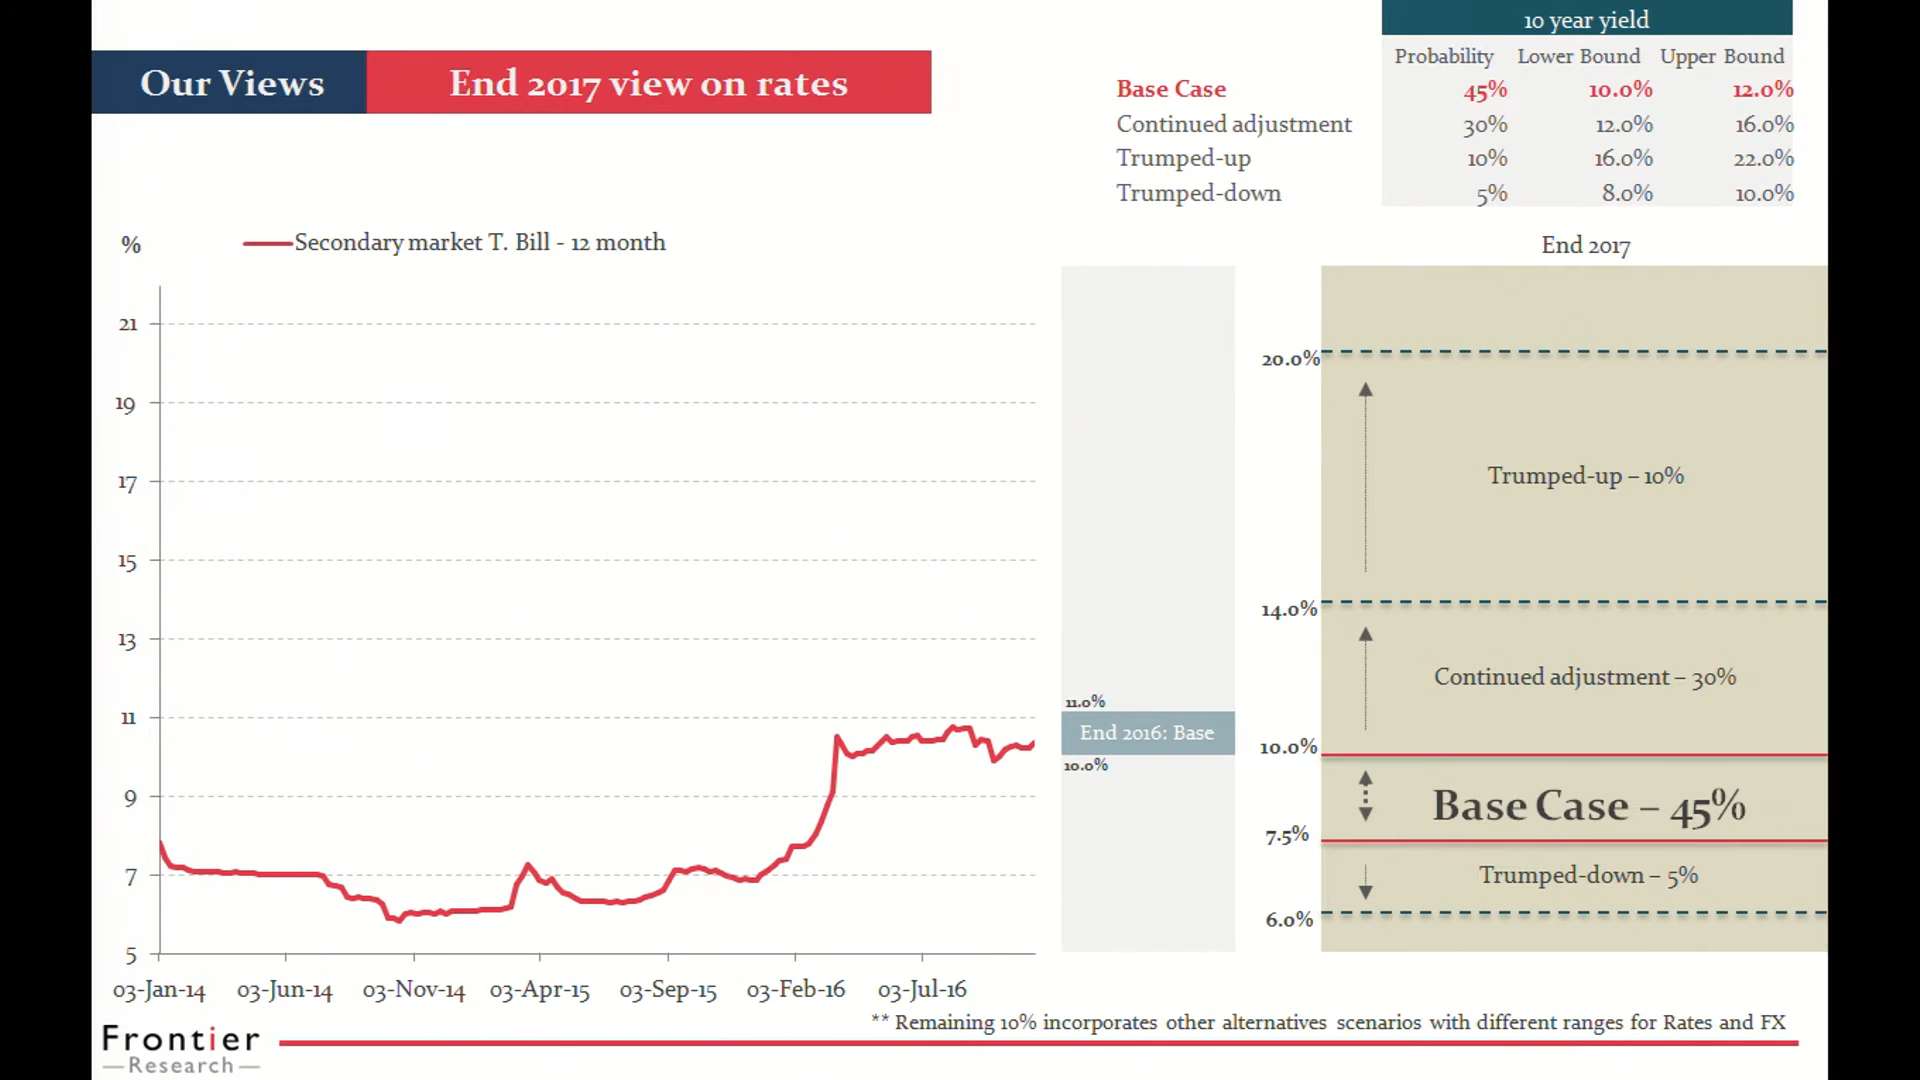 10 year yield
Probability Lower Bound Upper Bound
Our Views End 2017 view on rates
Base Case 45% 10.0% 12.0%
Continued adjustment 30% 12.0% 16.0%
Trumped-up 10% 16.0% 22.0%
Trumped-down 5% 8.0% 10.0%
% Secondary market T. Bill - 12 month
End 2017
21
19
17
15
13
11
9
7
5
03-Jan-14 03-Jun-14 03-Nov-14 03-Apr-15 03-Sep-15 03-Feb-16 03-Jul-16
11.0%
End 2016: Base
10.0%
20.0%
Trumped-up – 10%
14.0%
Continued adjustment – 30%
10.0%
Base Case – 45%
7.5%
Trumped-down – 5%
6.0%
** Remaining 10% incorporates other alternatives scenarios with different ranges for Rates and FX
Frontier
Research